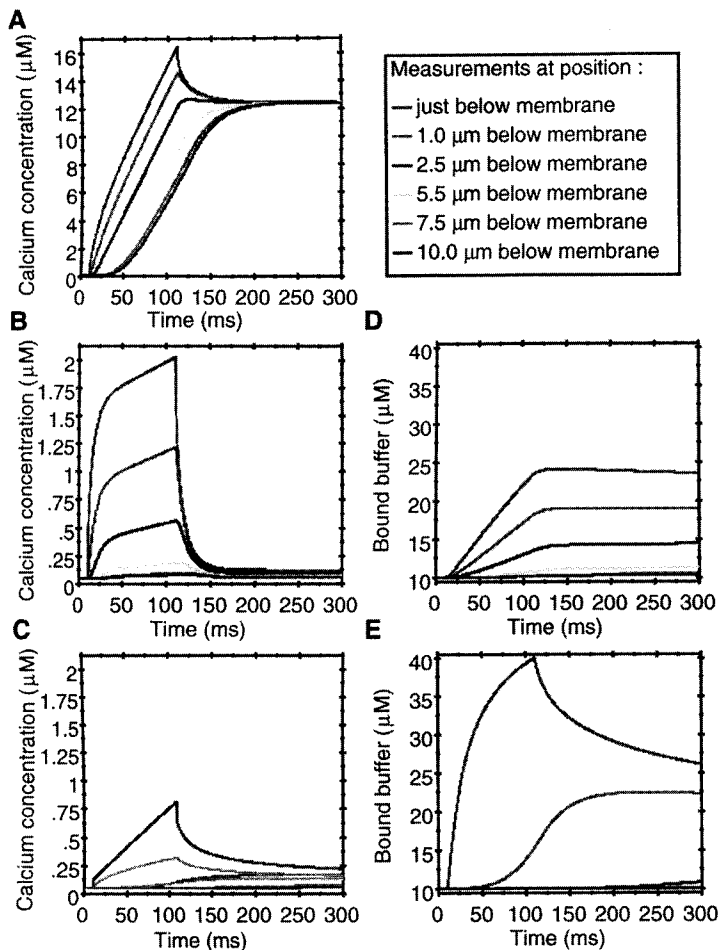 A
Calcium concentration (μM)
16
14
12
10
8
6
4
2
0
0 50 100 150 200 250 300
Time (ms)
Measurements at position :
just below membrane
1.0 μm below membrane
2.5 μm below membrane
5.5 μm below membrane
7.5 μm below membrane
10.0 μm below membrane
B
Calcium concentration (μM)
2
1.75
1.5
1.25
1
.75
.5
.25
0
0 50 100 150 200 250 300
Time (ms)
D
Bound buffer (μM)
40
35
30
25
20
15
10
0 50 100 150 200 250 300
Time (ms)
C
Calcium concentration (μM)
2
1.75
1.5
1.25
1
.75
.5
.25
0
0 50 100 150 200 250 300
Time (ms)
E
Bound buffer (μM)
40
35
30
25
20
15
10
0 50 100 150 200 250 300
Time (ms)